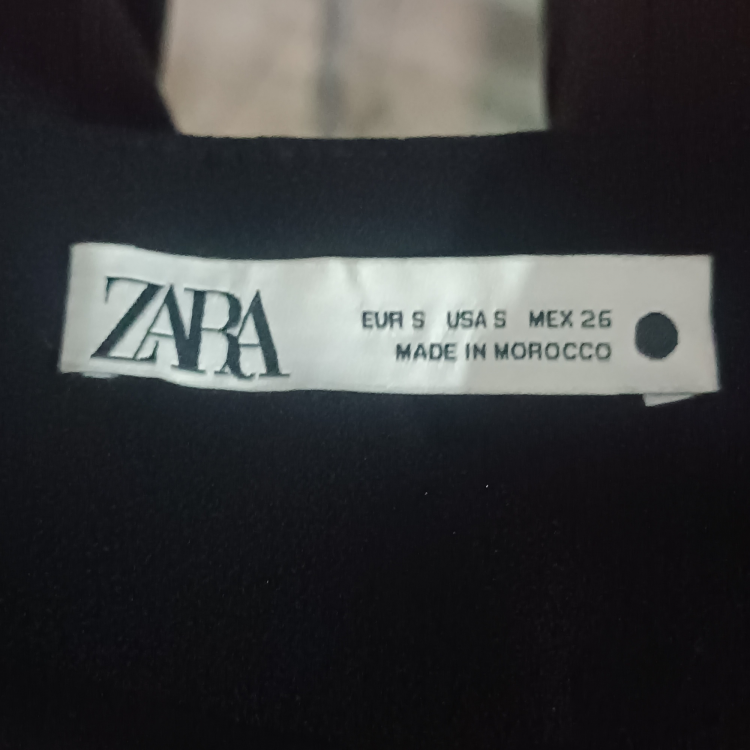 ZARA
EUR S USA S MEX 26
MADE IN MOROCCO